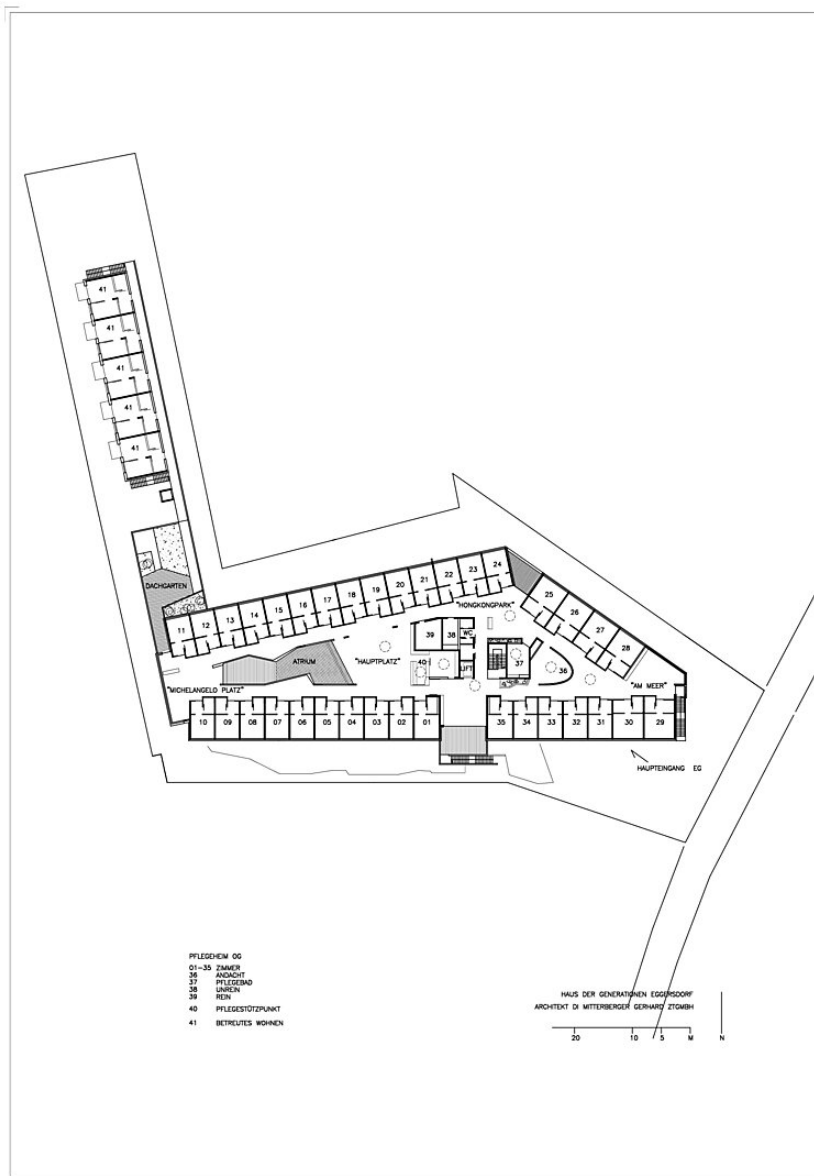 41
41
41
41
41
DACHGARTEN
11 12 13 14 15 16 17 18 19 20 21 22 23 24
25 26 27 28
"HONGKONGPARK"
39 38 WC
40 LIFT 37 36
ATRIUM "HAUPTPLATZ"
"MICHELANGELO PLATZ" "AM MEER"
10 09 08 07 06 05 04 03 02 01 35 34 33 32 31 30 29
HAUPTEINGANG EG
PFLEGEHEIM OG
01-35 ZIMMER
36 ANDACHT
37 PFLEGEBAD
38 UNREIN
39 REIN
40 PFLEGESTÜTZPUNKT
41 BETREUTES WOHNEN
HAUS DER GENERATIONEN EGGERSDORF
ARCHITEKT DI MITTERBERGER GERHARD ZTGMBH
20 10 5 M N